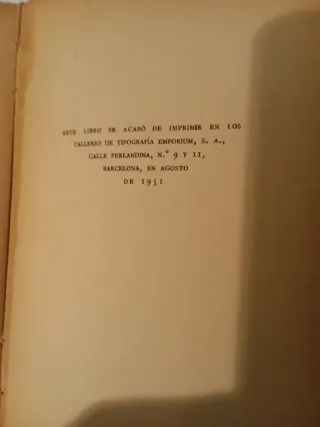 ESTE LIBRO SE ACABÓ DE IMPRIMIR EN LOS
TALLERES DE TIPOGRAFÍA EMPORIUM, S. A.,
CALLE FERLANDINA, N.º 9 Y 11,
BARCELONA, EN AGOSTO
DE 1951